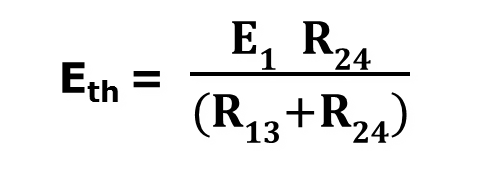 E₁ R₂₄
Eth = 
(R₁₃+R₂₄)